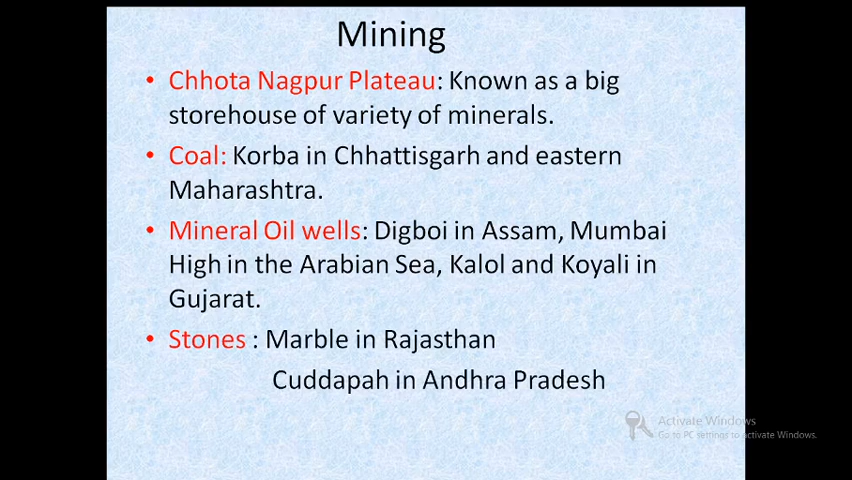 Mining
• Chhota Nagpur Plateau: Known as a big
storehouse of variety of minerals.
• Coal: Korba in Chhattisgarh and eastern
Maharashtra.
• Mineral Oil wells: Digboi in Assam, Mumbai
High in the Arabian Sea, Kalol and Koyali in
Gujarat.
• Stones : Marble in Rajasthan
Cuddapah in Andhra Pradesh
Activate Windows
Go to PC settings to activate Windows.